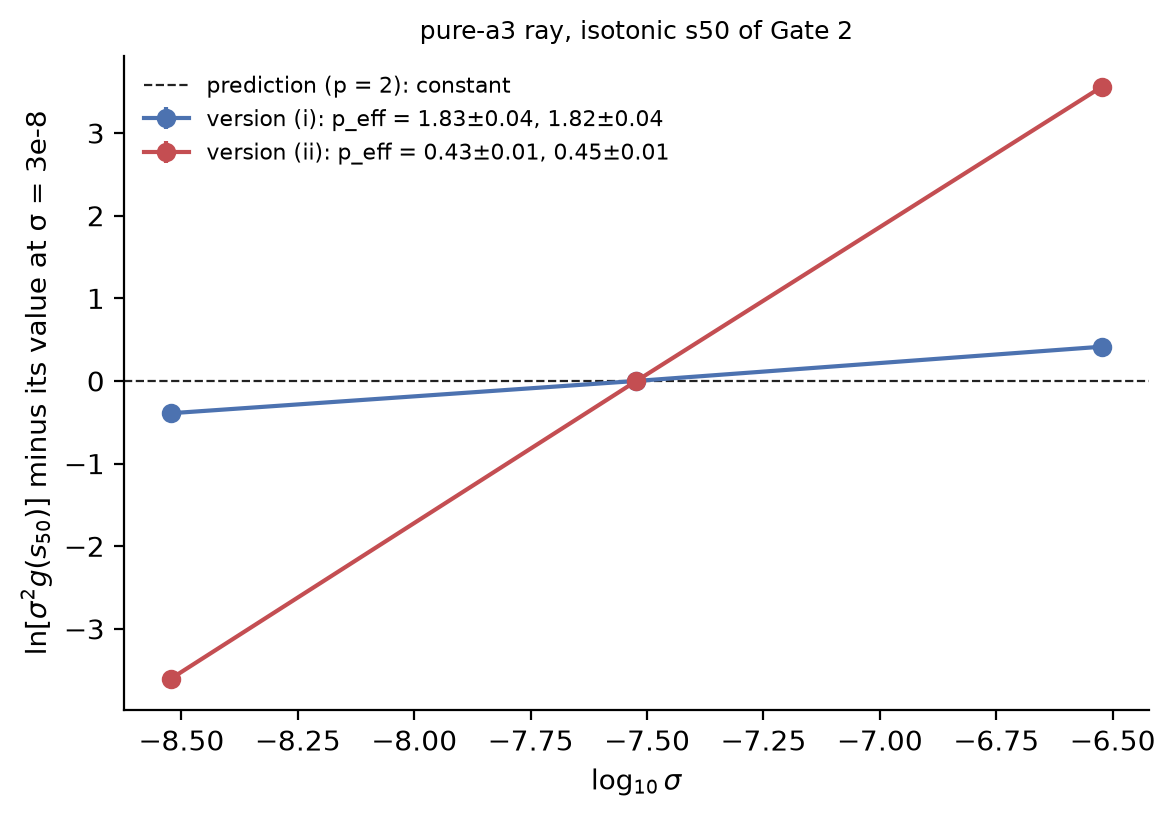 pure-a3 ray, isotonic s50 of Gate 2
prediction (p = 2): constant
version (i): p_eff = 1.83±0.04, 1.82±0.04
version (ii): p_eff = 0.43±0.01, 0.45±0.01
ln[σ²g(s₅₀)] minus its value at σ = 3e-8
3
2
1
0
−1
−2
−3
−8.50 −8.25 −8.00 −7.75 −7.50 −7.25 −7.00 −6.75 −6.50
log₁₀ σ